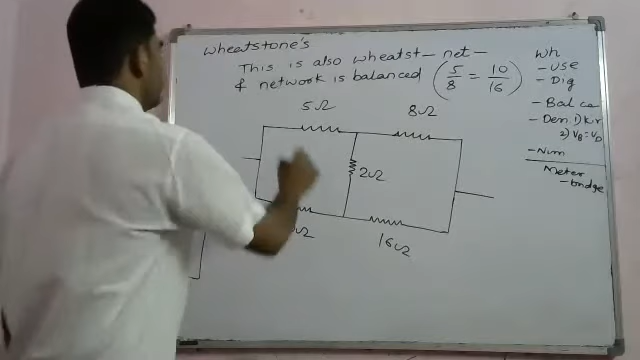 Wheatstone's
This is also wheatst- net-
& network is balanced (5/8 = 10/16)
5Ω
8Ω
2Ω
Ω
16Ω
Wh
- USE
- Dig
- Bal co
- Den. 1) Kir
2) VB = VD
- Num
Meter
- bridge